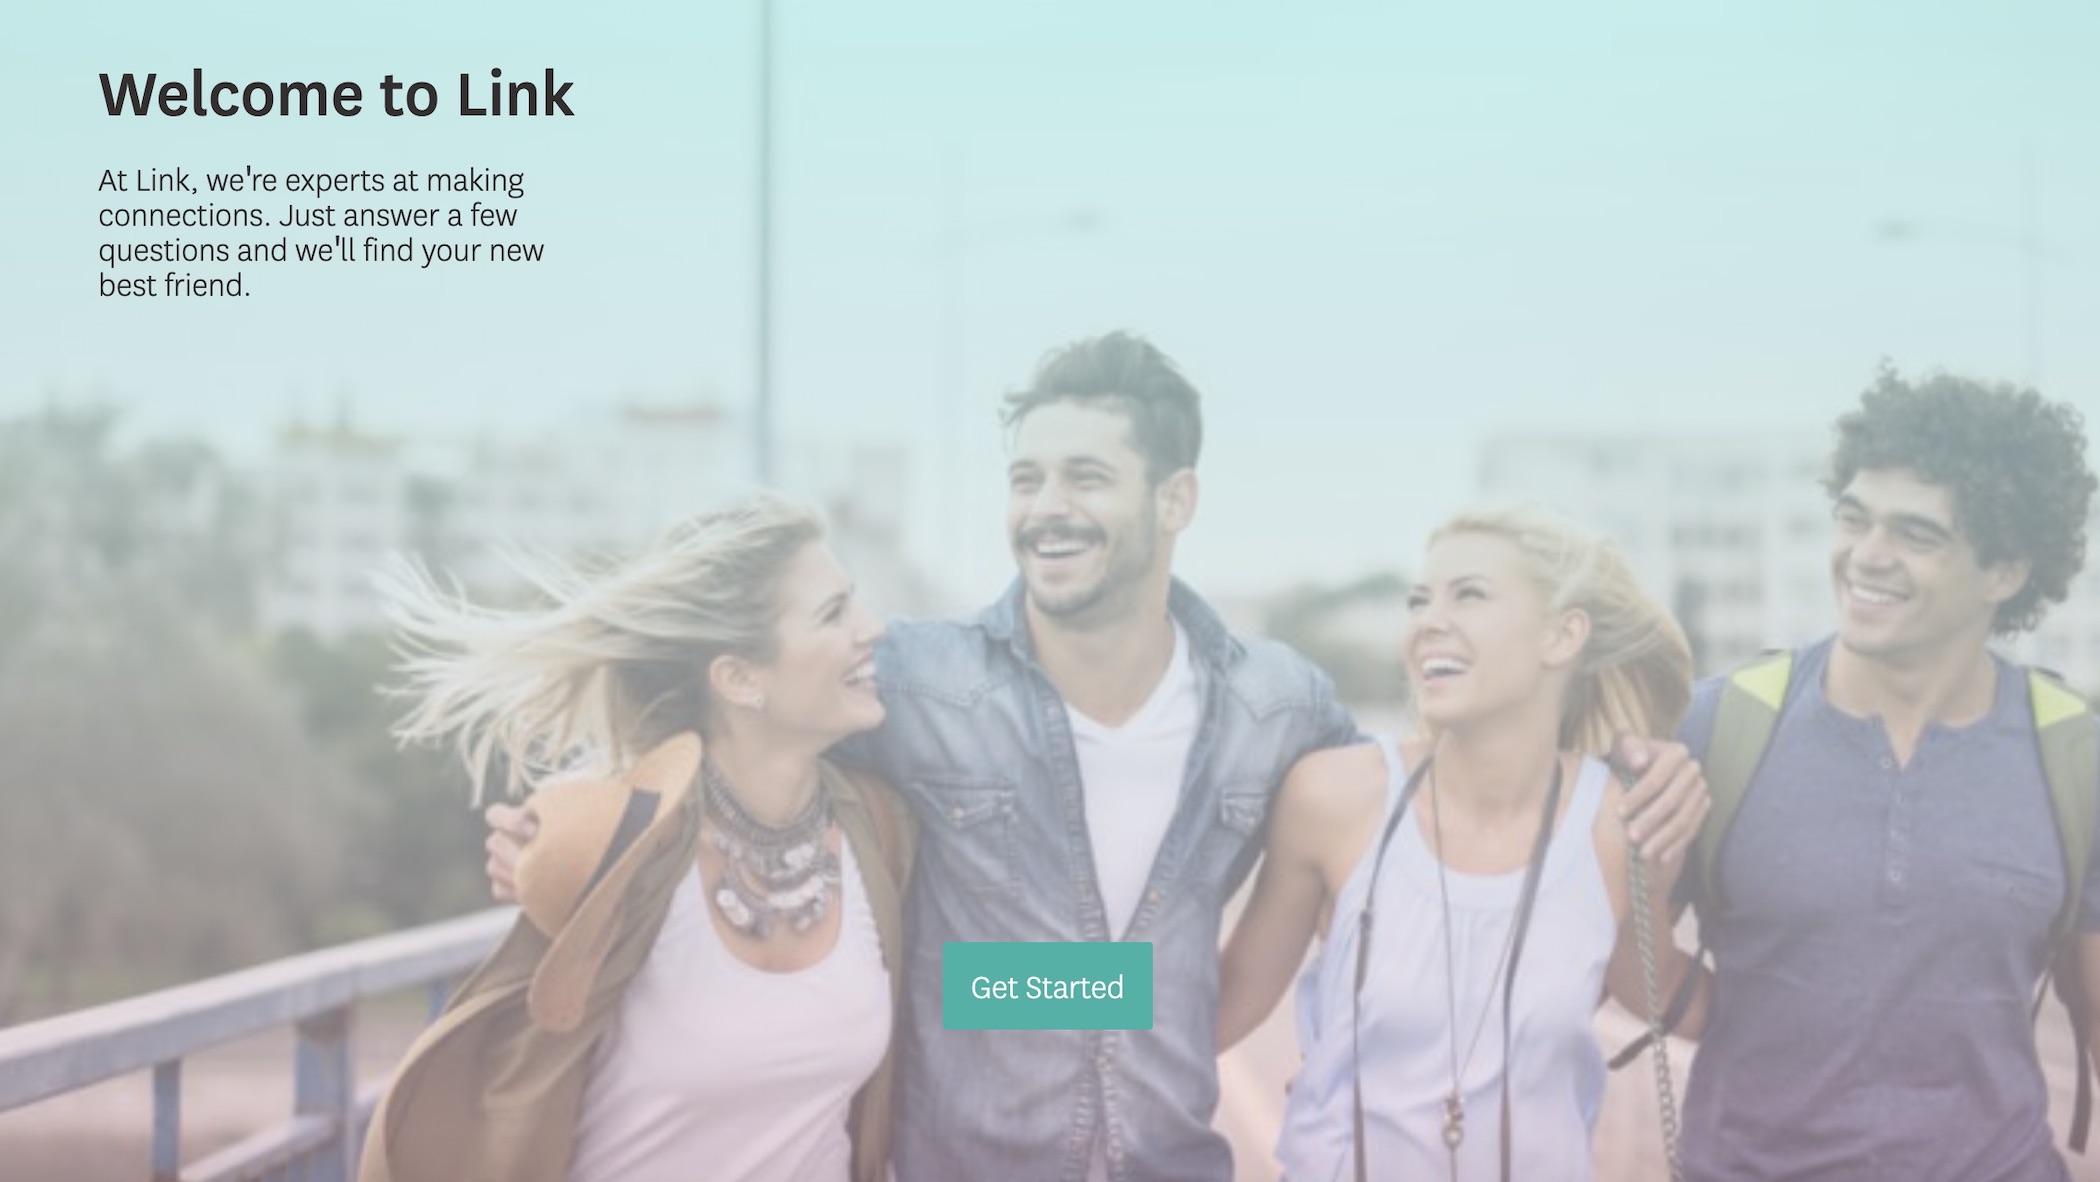 Welcome to Link
At Link, we're experts at making
connections. Just answer a few
questions and we'll find your new
best friend.
Get Started